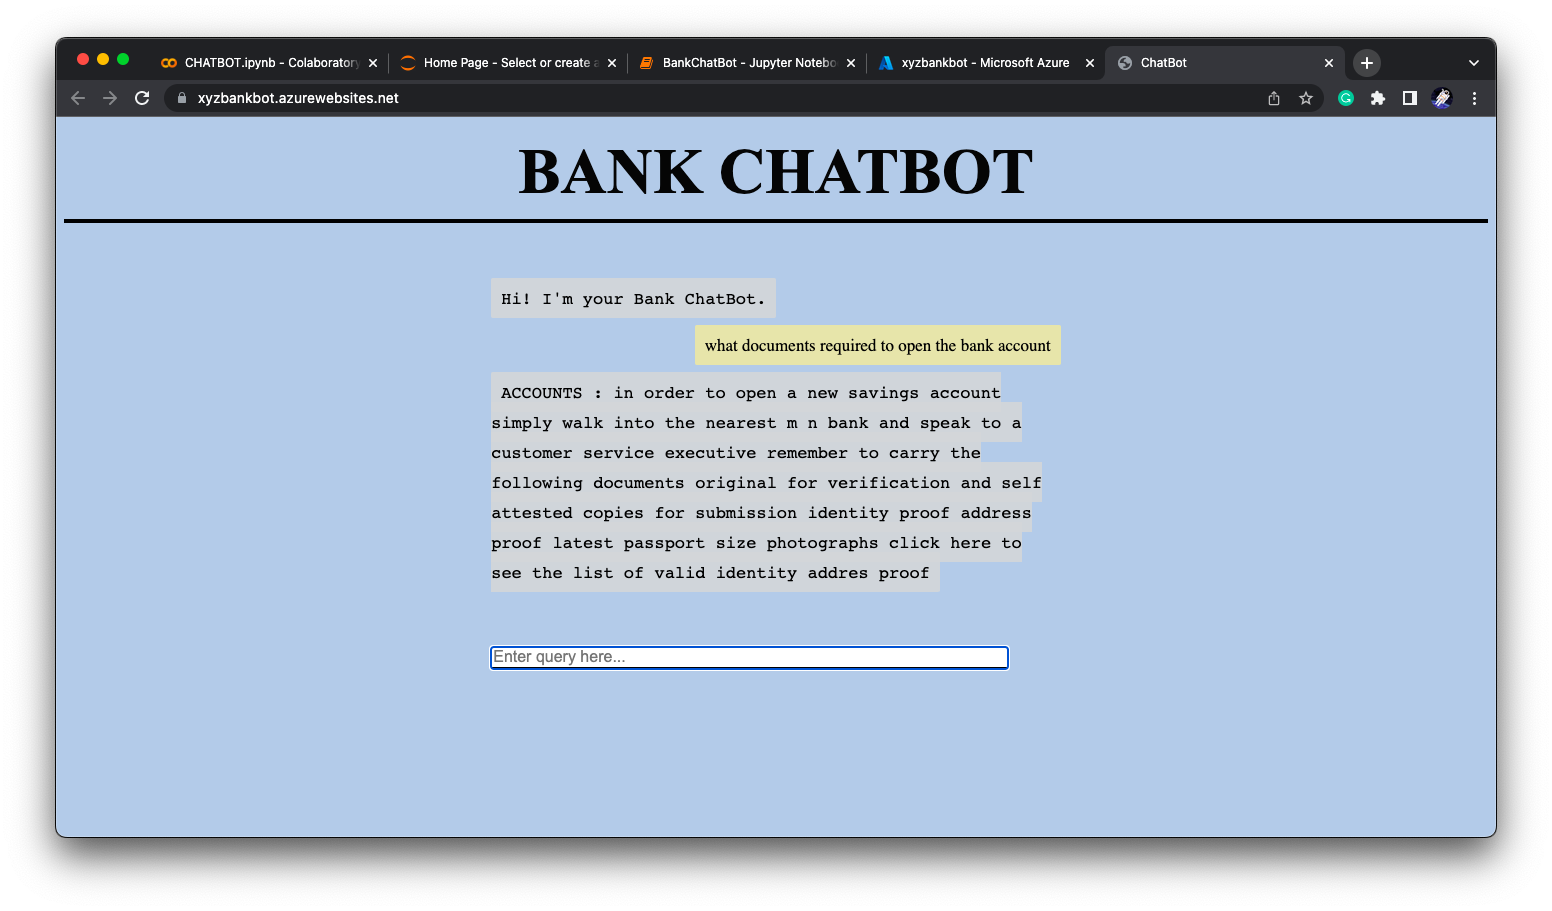 CHATBOT.ipynb - Colaboratory
Home Page - Select or create a
BankChatBot - Jupyter Notebo
xyzbankbot - Microsoft Azure
ChatBot
xyzbankbot.azurewebsites.net
BANK CHATBOT
Hi! I'm your Bank ChatBot.
what documents required to open the bank account
ACCOUNTS : in order to open a new savings account
simply walk into the nearest m n bank and speak to a
customer service executive remember to carry the
following documents original for verification and self
attested copies for submission identity proof address
proof latest passport size photographs click here to
see the list of valid identity addres proof
Enter query here...